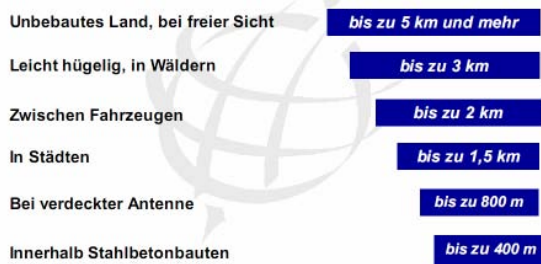 Unbebautes Land, bei freier Sicht bis zu 5 km und mehr
Leicht hügelig, in Wäldern bis zu 3 km
Zwischen Fahrzeugen bis zu 2 km
In Städten bis zu 1,5 km
Bei verdeckter Antenne bis zu 800 m
Innerhalb Stahlbetonbauten bis zu 400 m